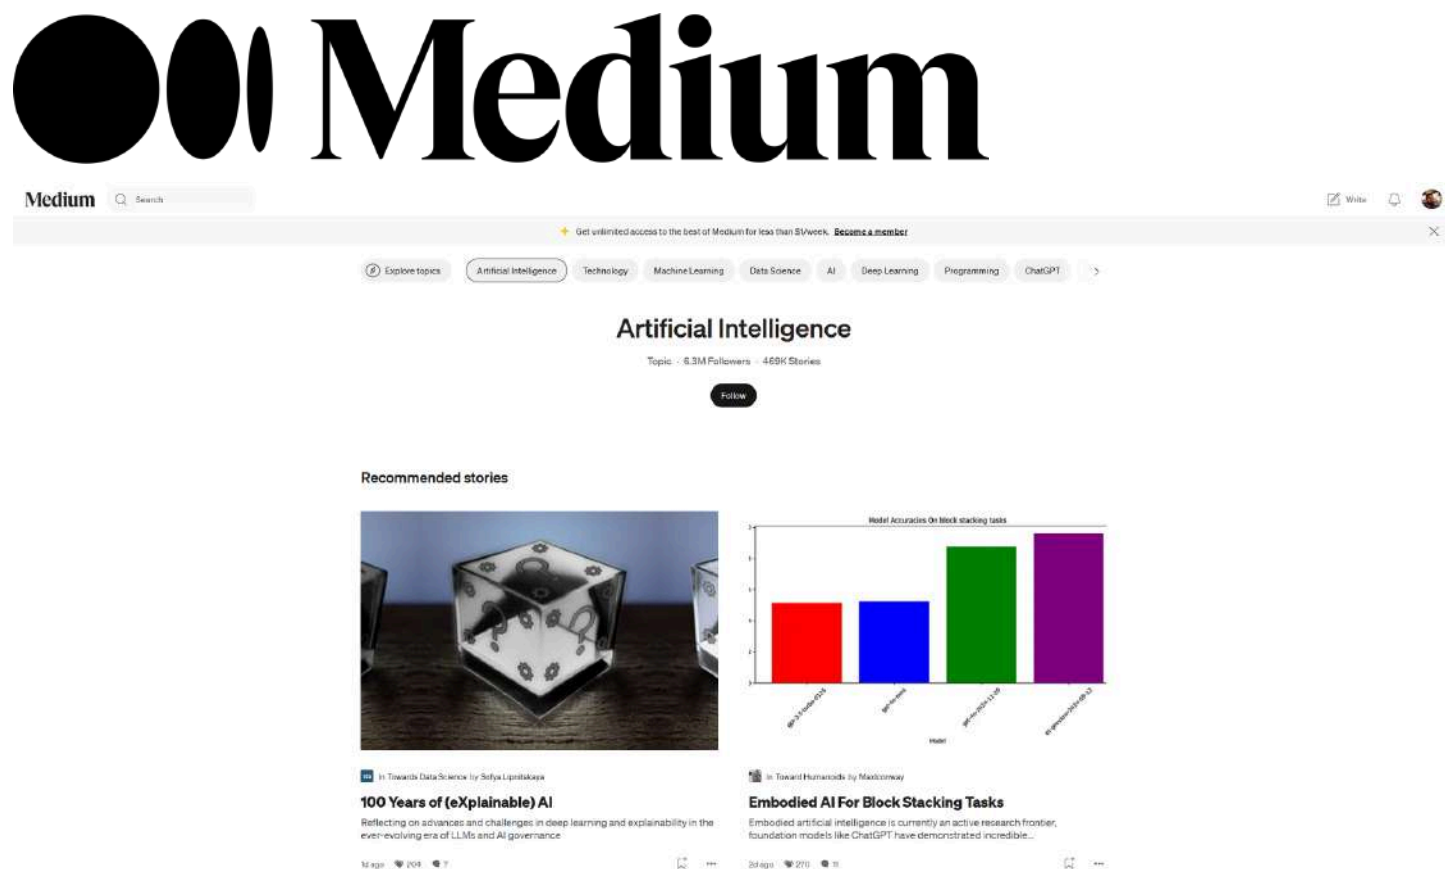 Medium
Medium Search Write
Get unlimited access to the best of Medium for less than $1/week. Become a member
Explore topics Artificial Intelligence Technology Machine Learning Data Science AI Deep Learning Programming ChatGPT
Artificial Intelligence
Topic · 6.3M Followers · 469K Stories
Follow
Recommended stories
Model Accuracies On block stacking tasks
Model
In Towards Data Science by Sofya Lipnitskaya
100 Years of (eXplainable) AI
Reflecting on advances and challenges in deep learning and explainability in the
ever-evolving era of LLMs and AI governance
1d ago 204 7
In Toward Humanoids by Maxlconway
Embodied AI For Block Stacking Tasks
Embodied artificial intelligence is currently an active research frontier,
foundation models like ChatGPT have demonstrated incredible...
2d ago 270 11